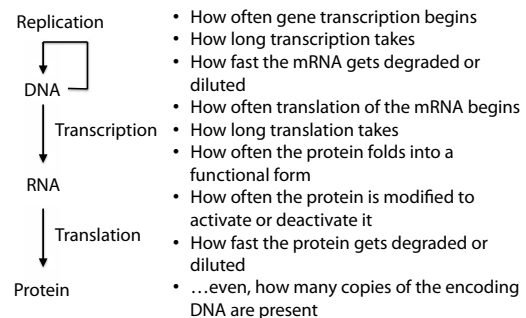 Replication
DNA
Transcription
RNA
Translation
Protein
• How often gene transcription begins
• How long transcription takes
• How fast the mRNA gets degraded or
diluted
• How often translation of the mRNA begins
• How long translation takes
• How often the protein folds into a
functional form
• How often the protein is modified to
activate or deactivate it
• How fast the protein gets degraded or
diluted
• …even, how many copies of the encoding
DNA are present